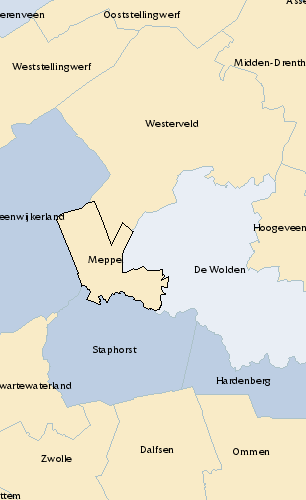 erenveen
Ooststellingwerf
Asse
Weststellingwerf
Midden-Drenth
Westerveld
eenwijkerland
Hoogeveen
Meppel
De Wolden
Staphorst
Hardenberg
wartewaterland
Dalfsen
Ommen
Zwolle
ttem